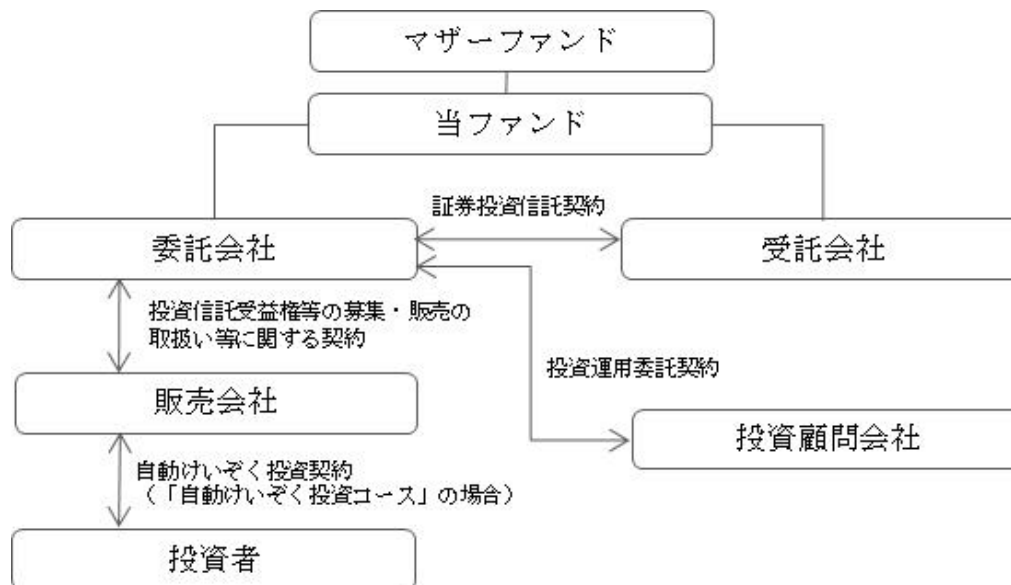 マザーファンド
当ファンド
証券投資信託契約
委託会社
受託会社
投資信託受益権等の募集・販売の
取扱い等に関する契約
投資運用委託契約
販売会社
投資顧問会社
自動けいぞく投資契約
（「自動けいぞく投資コース」の場合）
投資者